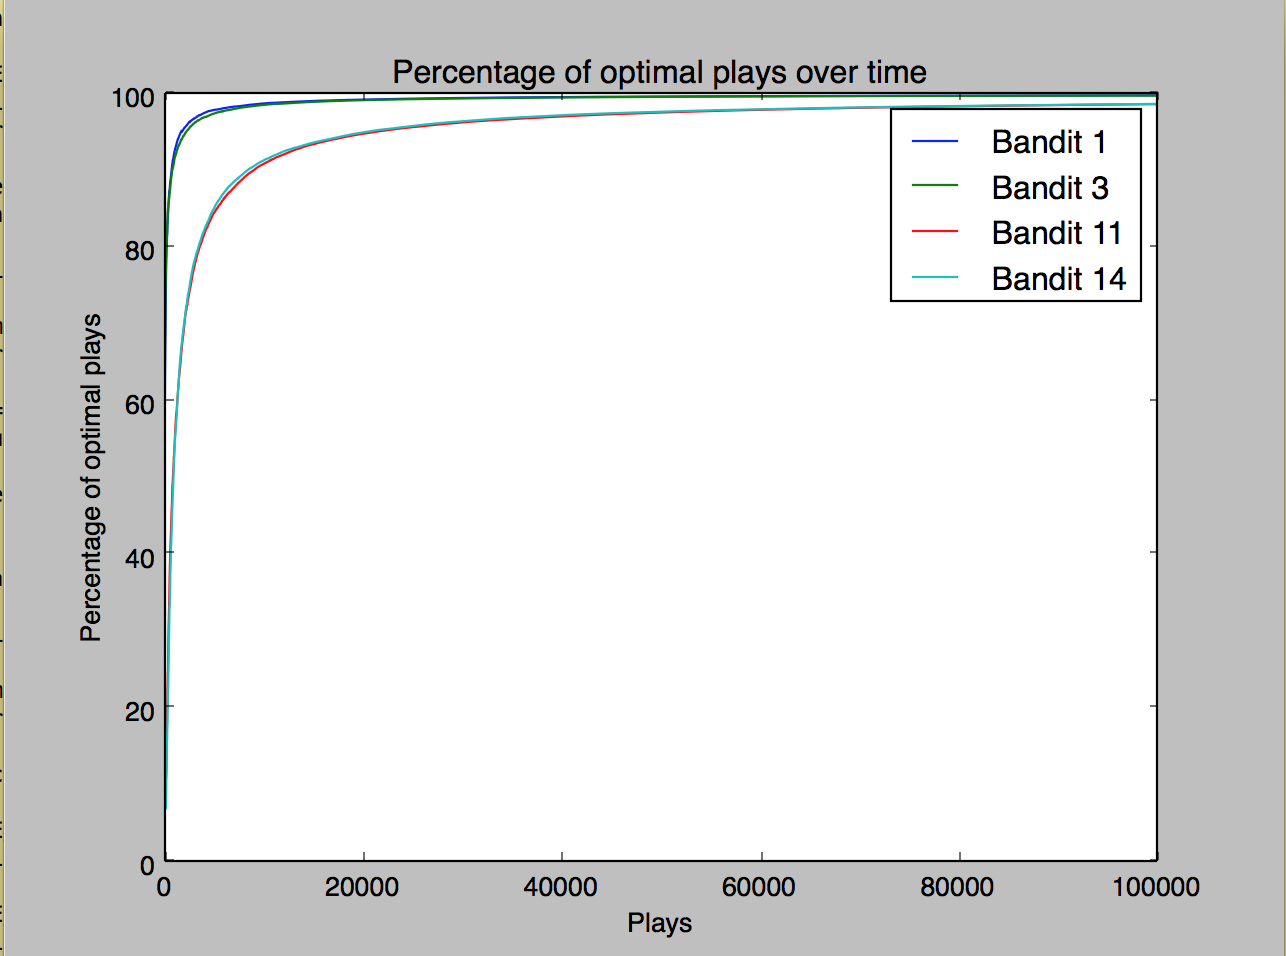 Percentage of optimal plays over time
100
80
60
40
20
0
Percentage of optimal plays
Bandit 1
Bandit 3
Bandit 11
Bandit 14
0 20000 40000 60000 80000 100000
Plays